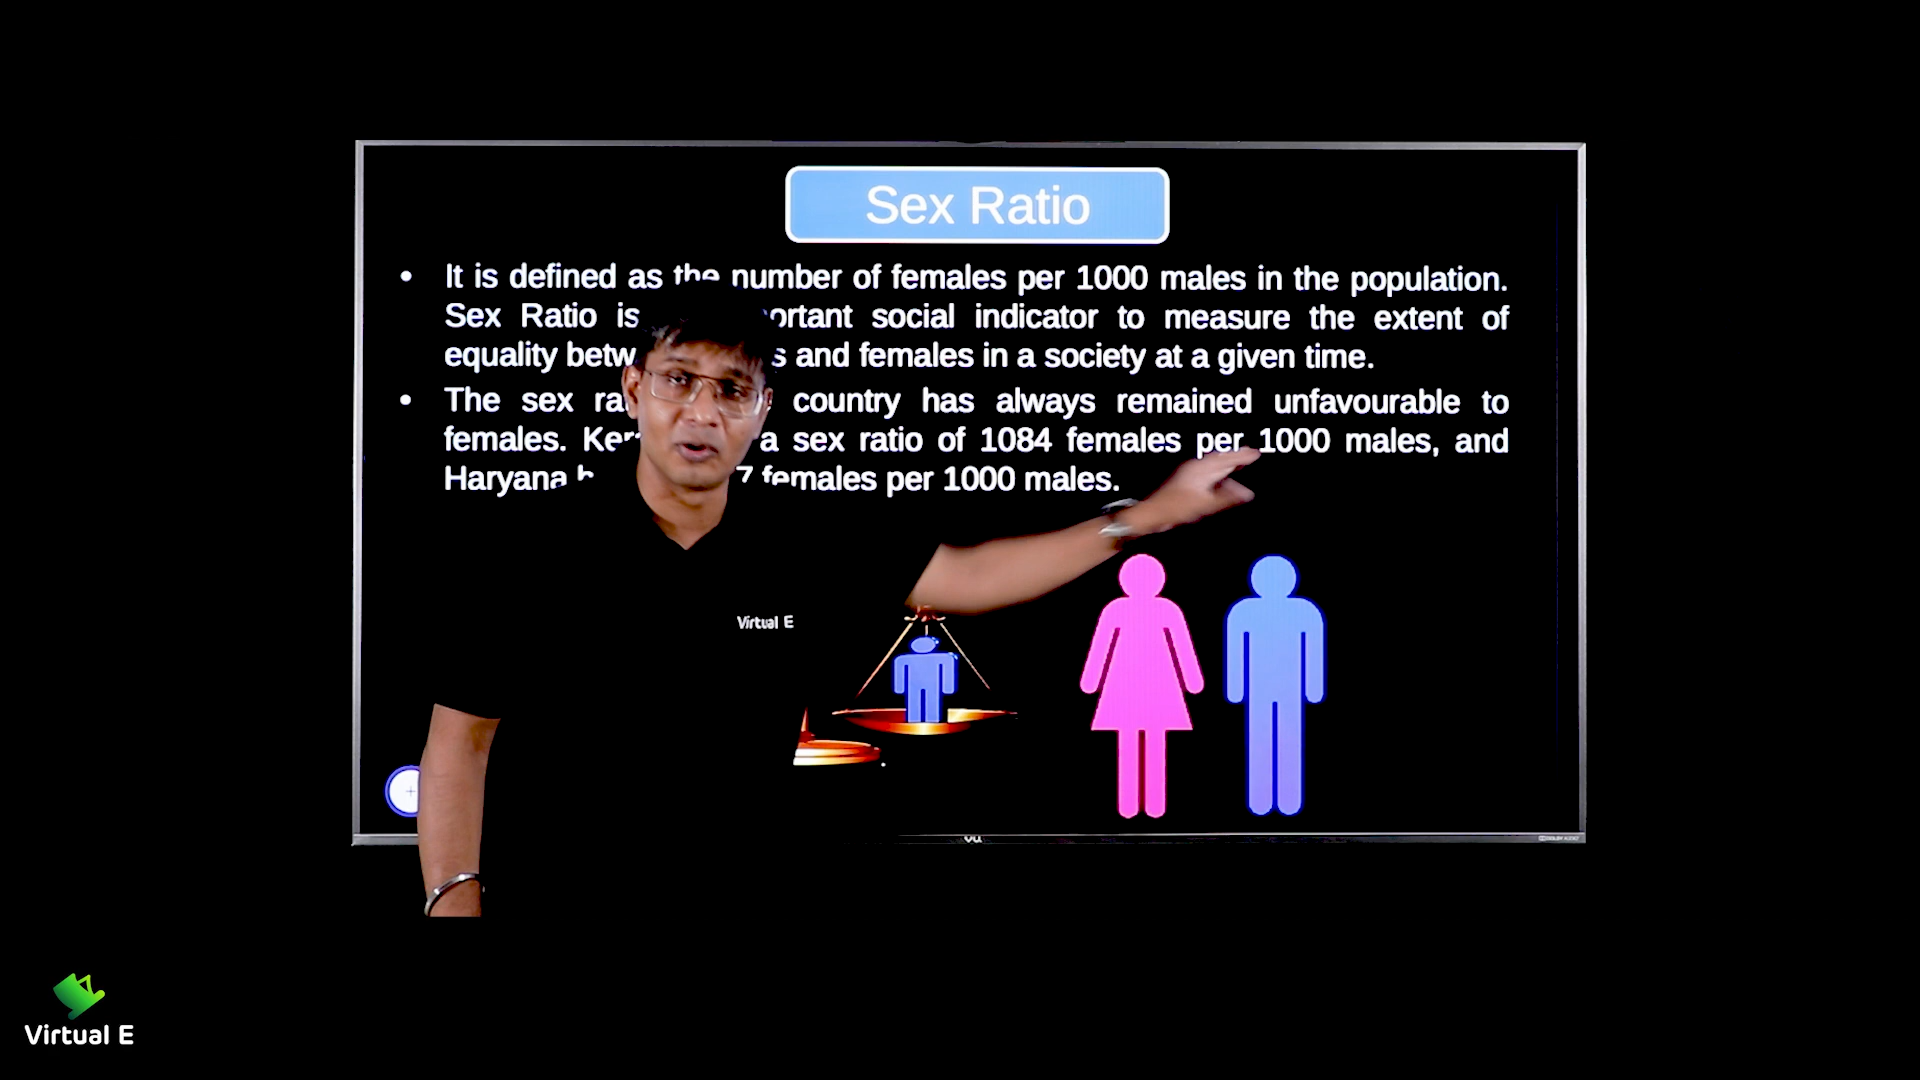 Sex Ratio
• It is defined as the number of females per 1000 males in the population.
Sex Ratio is ortant social indicator to measure the extent of
equality betw s and females in a society at a given time.
• The sex ra country has always remained unfavourable to
females. Ker a sex ratio of 1084 females per 1000 males, and
Haryana 7 females per 1000 males.
Virtual E
Virtual E